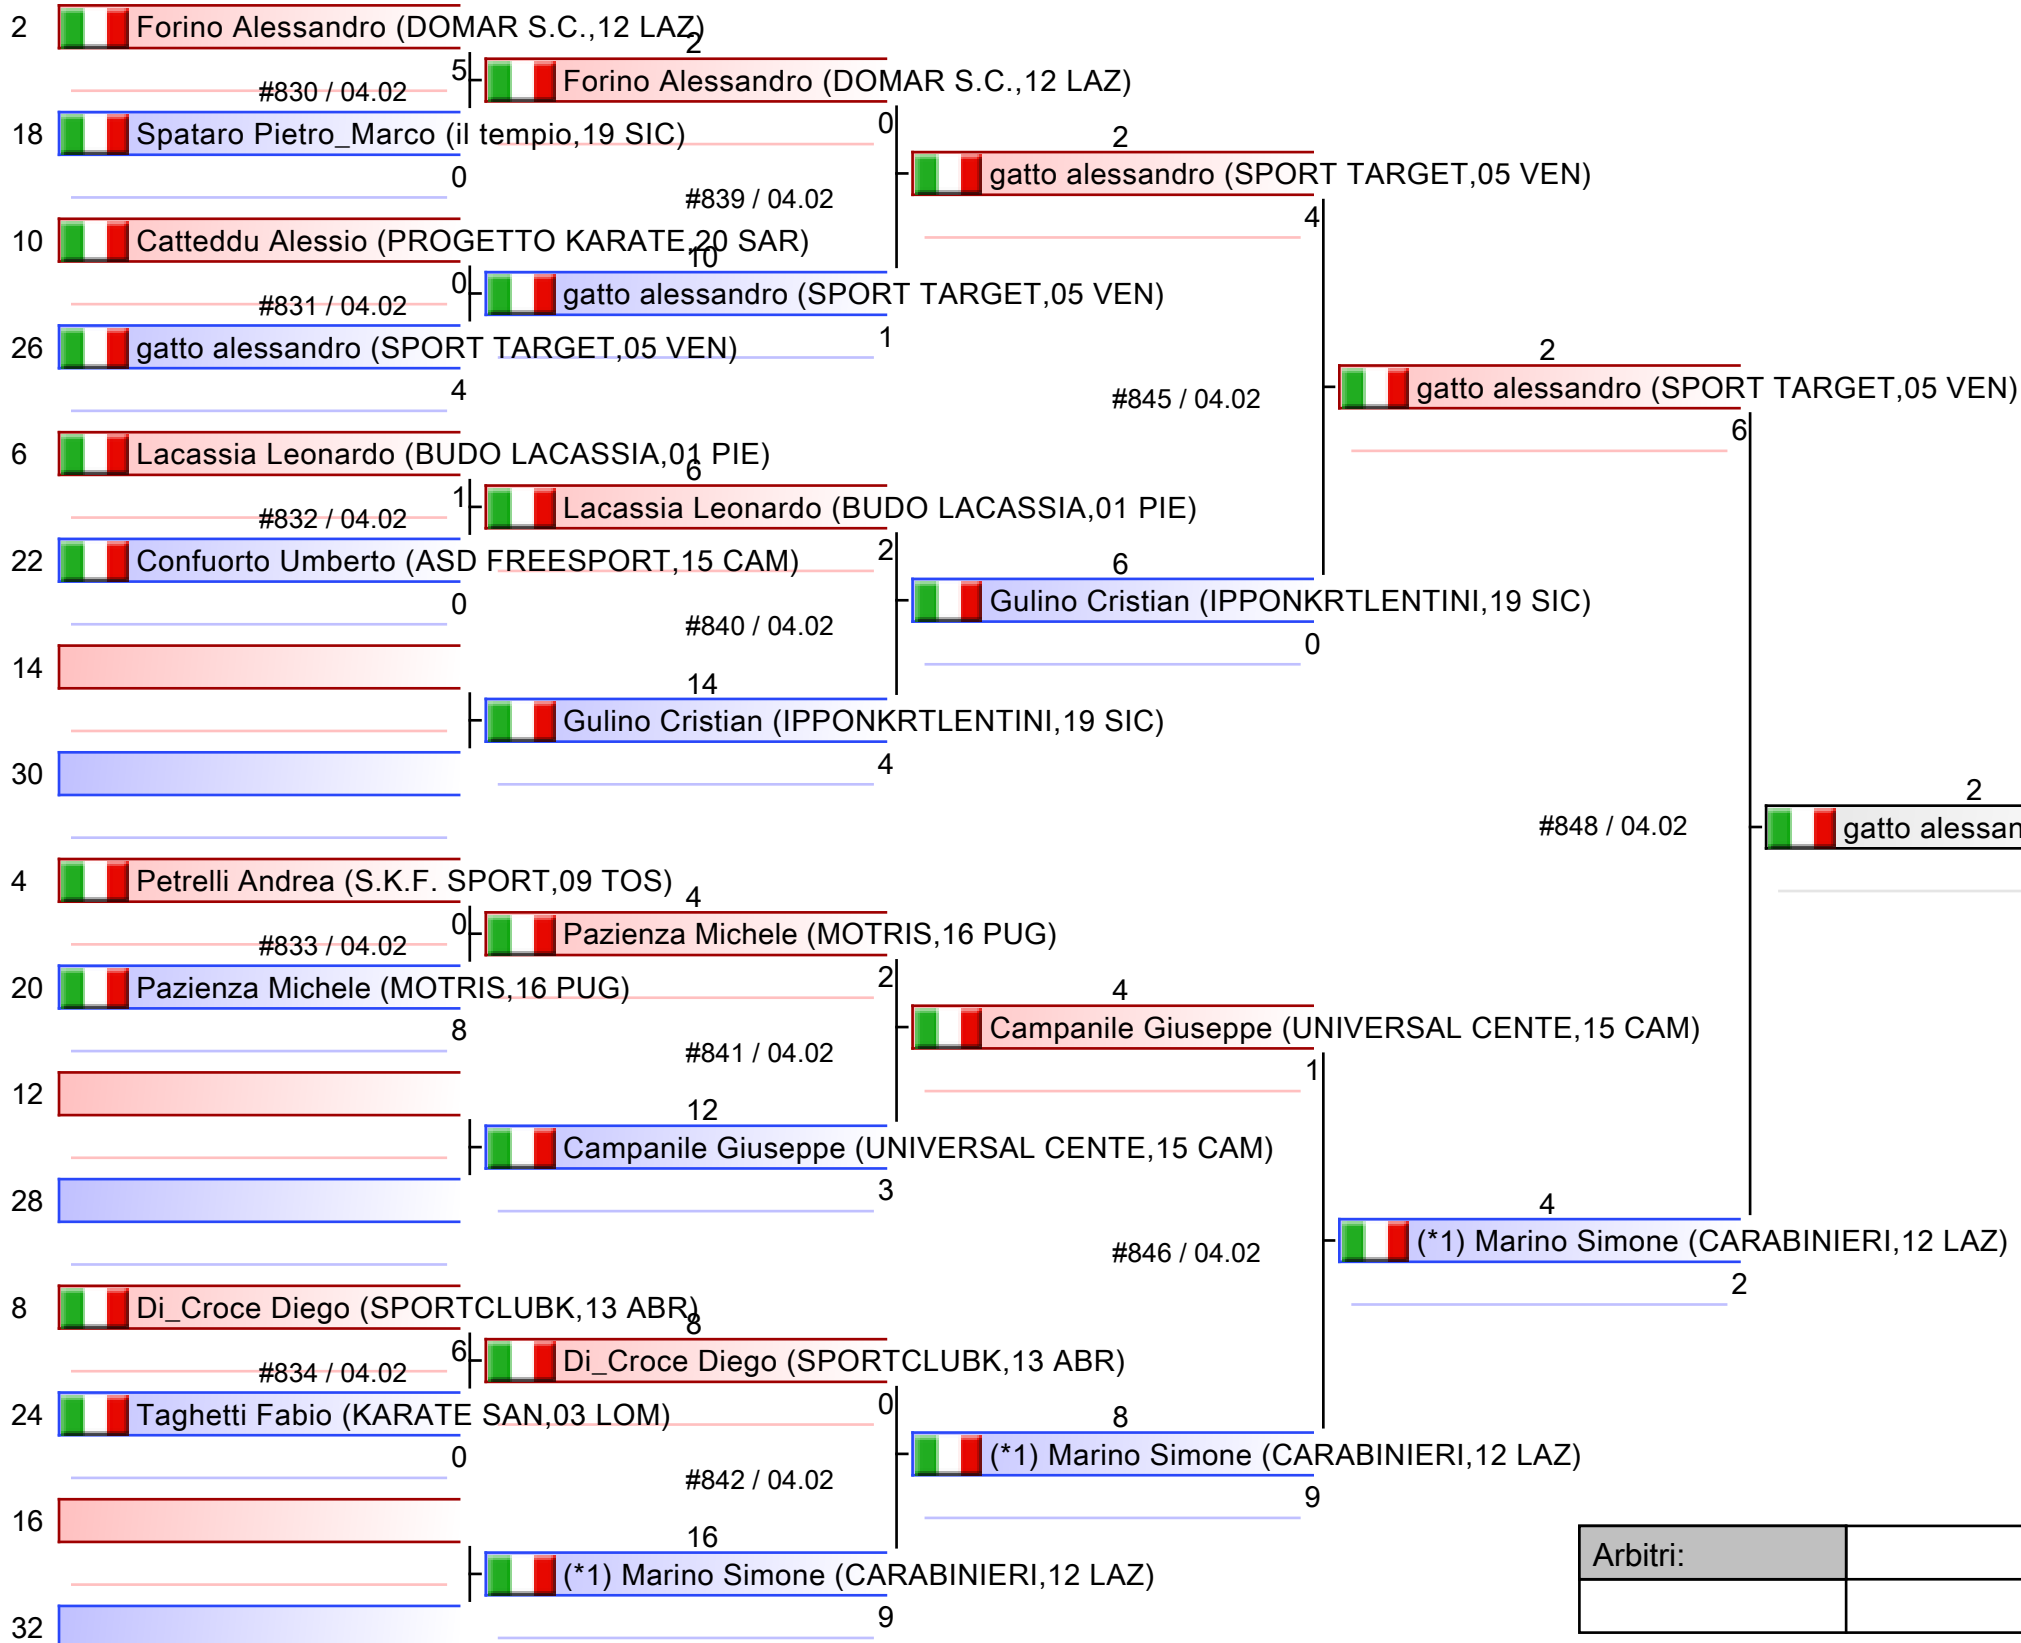 2 Forino Alessandro (DOMAR S.C.,12 LAZ)
2
5 Forino Alessandro (DOMAR S.C.,12 LAZ)
#830 / 04.02
18 Spataro Pietro_Marco (il tempio,19 SIC)
0
2
0
gatto alessandro (SPORT TARGET,05 VEN)
#839 / 04.02
4
10 Catteddu Alessio (PROGETTO KARATE,20 SAR)
10
0 gatto alessandro (SPORT TARGET,05 VEN)
#831 / 04.02
1
26 gatto alessandro (SPORT TARGET,05 VEN)
4
2
#845 / 04.02
gatto alessandro (SPORT TARGET,05 VEN)
6
6 Lacassia Leonardo (BUDO LACASSIA,01 PIE)
6
1 Lacassia Leonardo (BUDO LACASSIA,01 PIE)
#832 / 04.02
2
22 Confuorto Umberto (ASD FREESPORT,15 CAM)
0
6
Gulino Cristian (IPPONKRTLENTINI,19 SIC)
#840 / 04.02
0
14
14
Gulino Cristian (IPPONKRTLENTINI,19 SIC)
4
30
2
#848 / 04.02
gatto alessan
4 Petrelli Andrea (S.K.F. SPORT,09 TOS)
4
0 Pazienza Michele (MOTRIS,16 PUG)
#833 / 04.02
2
20 Pazienza Michele (MOTRIS,16 PUG)
8
4
Campanile Giuseppe (UNIVERSAL CENTE,15 CAM)
#841 / 04.02
1
12
12
Campanile Giuseppe (UNIVERSAL CENTE,15 CAM)
3
28
4
#846 / 04.02
(*1) Marino Simone (CARABINIERI,12 LAZ)
2
8 Di_Croce Diego (SPORTCLUBK,13 ABR)
8
6 Di_Croce Diego (SPORTCLUBK,13 ABR)
#834 / 04.02
0
24 Taghetti Fabio (KARATE SAN,03 LOM)
0
8
(*1) Marino Simone (CARABINIERI,12 LAZ)
#842 / 04.02
9
16
16
(*1) Marino Simone (CARABINIERI,12 LAZ)
9
32
Arbitri: